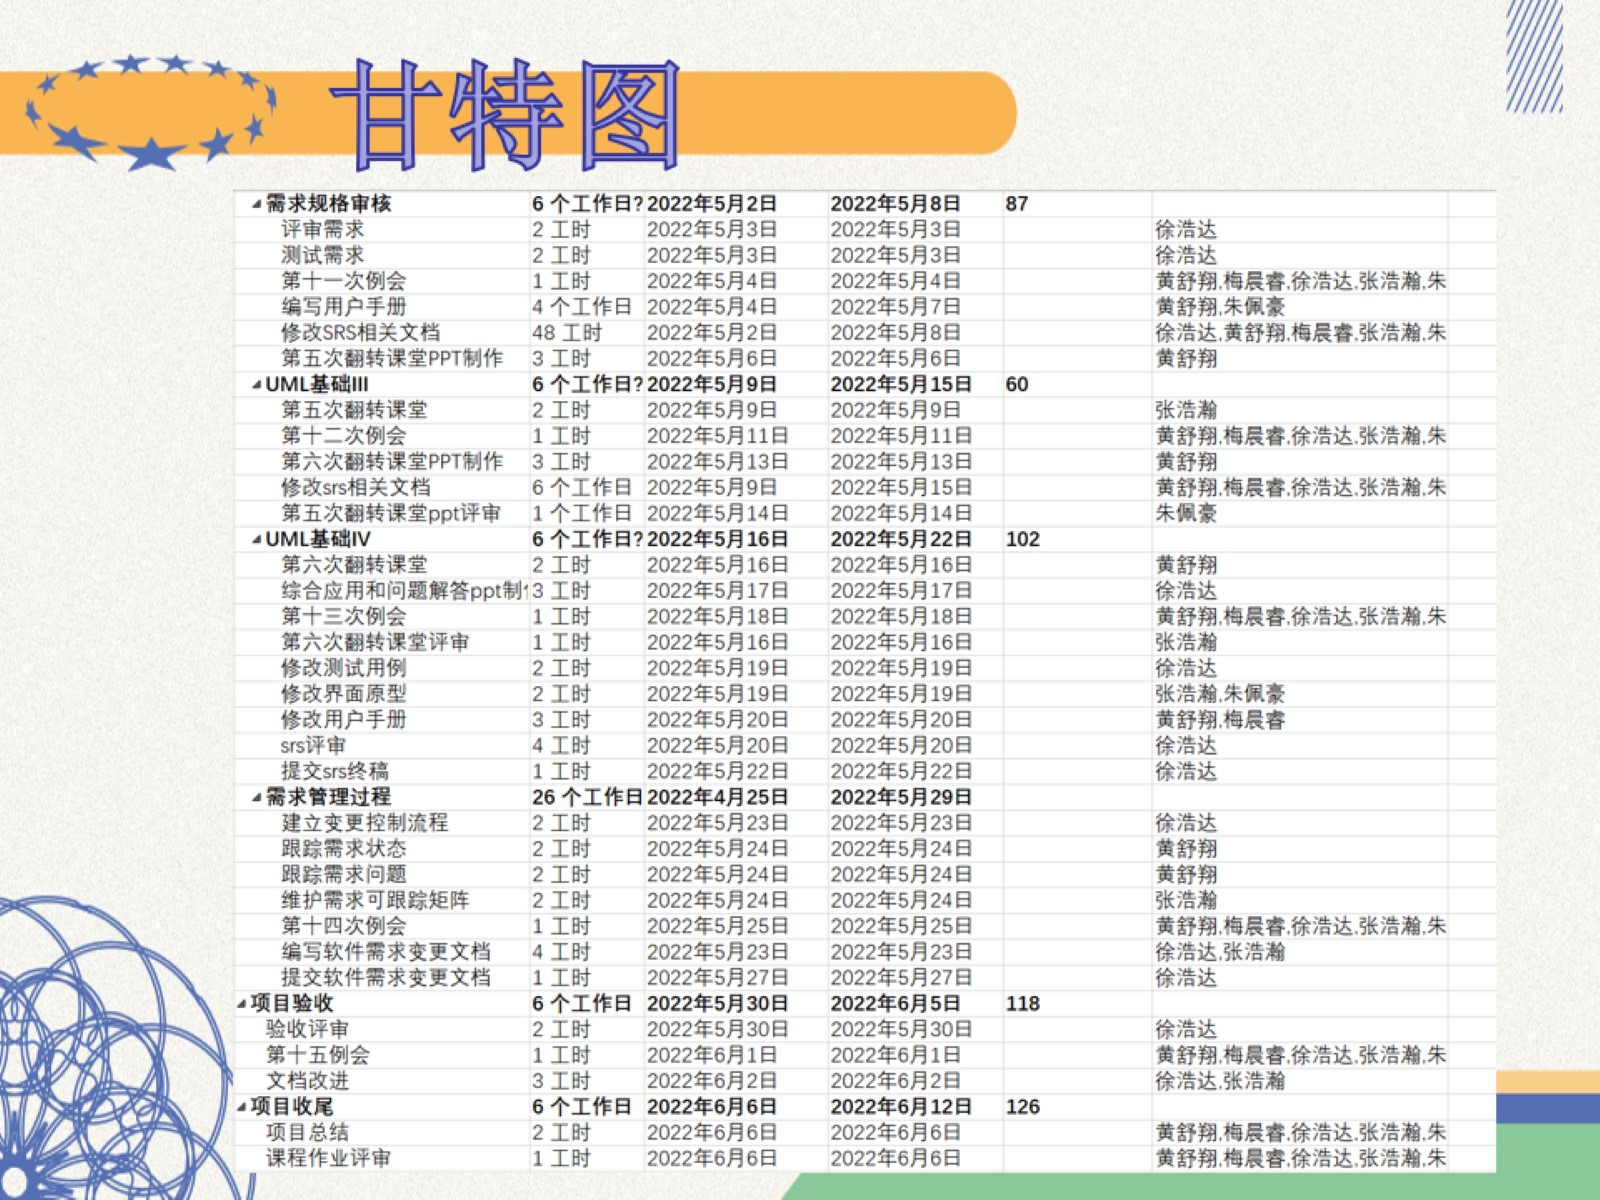 甘特图
需求规格审核 6 个工作日? 2022年5月2日 2022年5月8日 87
评审需求 2 工时 2022年5月3日 2022年5月3日 徐浩达
测试需求 2 工时 2022年5月3日 2022年5月3日 徐浩达
第十一次例会 1 工时 2022年5月4日 2022年5月4日 黄舒翔,梅晨睿,徐浩达,张浩瀚,朱
编写用户手册 4 个工作日 2022年5月4日 2022年5月7日 黄舒翔,朱佩豪
修改SRS相关文档 48 工时 2022年5月2日 2022年5月8日 徐浩达,黄舒翔,梅晨睿,张浩瀚,朱
第五次翻转课堂PPT制作 3 工时 2022年5月6日 2022年5月6日 黄舒翔
UML基础III 6 个工作日? 2022年5月9日 2022年5月15日 60
第五次翻转课堂 2 工时 2022年5月9日 2022年5月9日 张浩瀚
第十二次例会 1 工时 2022年5月11日 2022年5月11日 黄舒翔,梅晨睿,徐浩达,张浩瀚,朱
第六次翻转课堂PPT制作 3 工时 2022年5月13日 2022年5月13日 黄舒翔
修改srs相关文档 6 个工作日 2022年5月9日 2022年5月15日 黄舒翔,梅晨睿,徐浩达,张浩瀚,朱
第五次翻转课堂ppt评审 1 个工作日 2022年5月14日 2022年5月14日 朱佩豪
UML基础IV 6 个工作日? 2022年5月16日 2022年5月22日 102
第六次翻转课堂 2 工时 2022年5月16日 2022年5月16日 黄舒翔
综合应用和问题解答ppt制 3 工时 2022年5月17日 2022年5月17日 徐浩达
第十三次例会 1 工时 2022年5月18日 2022年5月18日 黄舒翔,梅晨睿,徐浩达,张浩瀚,朱
第六次翻转课堂评审 1 工时 2022年5月16日 2022年5月16日 张浩瀚
修改测试用例 2 工时 2022年5月19日 2022年5月19日 徐浩达
修改界面原型 2 工时 2022年5月19日 2022年5月19日 张浩瀚,朱佩豪
修改用户手册 3 工时 2022年5月20日 2022年5月20日 黄舒翔,梅晨睿
srs评审 4 工时 2022年5月20日 2022年5月20日 徐浩达
提交srs终稿 1 工时 2022年5月22日 2022年5月22日 徐浩达
需求管理过程 26 个工作日 2022年4月25日 2022年5月29日
建立变更控制流程 2 工时 2022年5月23日 2022年5月23日 徐浩达
跟踪需求状态 2 工时 2022年5月24日 2022年5月24日 黄舒翔
跟踪需求问题 2 工时 2022年5月24日 2022年5月24日 黄舒翔
维护需求可跟踪矩阵 2 工时 2022年5月24日 2022年5月24日 张浩瀚
第十四次例会 1 工时 2022年5月25日 2022年5月25日 黄舒翔,梅晨睿,徐浩达,张浩瀚,朱
编写软件需求变更文档 4 工时 2022年5月23日 2022年5月23日 徐浩达,张浩瀚
提交软件需求变更文档 1 工时 2022年5月27日 2022年5月27日 徐浩达
项目验收 6 个工作日 2022年5月30日 2022年6月5日 118
验收评审 2 工时 2022年5月30日 2022年5月30日 徐浩达
第十五例会 1 工时 2022年6月1日 2022年6月1日 黄舒翔,梅晨睿,徐浩达,张浩瀚,朱
文档改进 3 工时 2022年6月2日 2022年6月2日 徐浩达,张浩瀚
项目收尾 6 个工作日 2022年6月6日 2022年6月12日 126
项目总结 2 工时 2022年6月6日 2022年6月6日 黄舒翔,梅晨睿,徐浩达,张浩瀚,朱
课程作业评审 1 工时 2022年6月6日 2022年6月6日 黄舒翔,梅晨睿,徐浩达,张浩瀚,朱